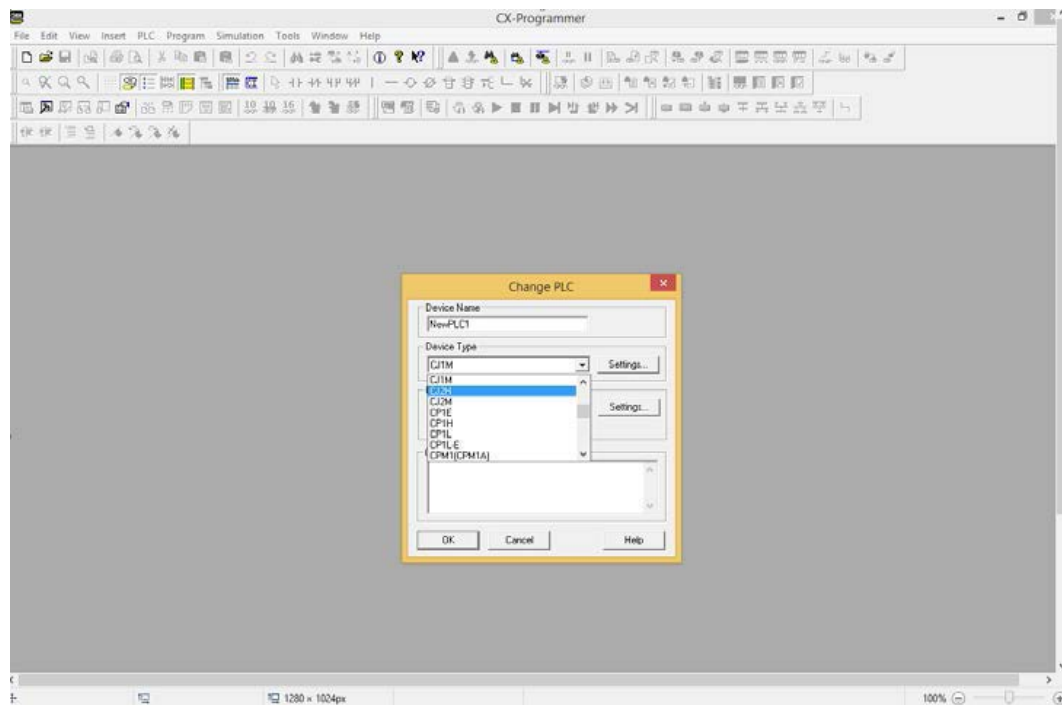 CX-Programmer
File Edit View Insert PLC Program Simulation Tools Window Help
Change PLC
Device Name
NewPLC1
Device Type
CJ1M
Settings...
CJ1M
CJ2H
CJ2M
CP1E
Settings...
CP1H
CP1L
CP1L-E
CPM1(CPM1A)
OK Cancel Help
1280 × 1024px
100%